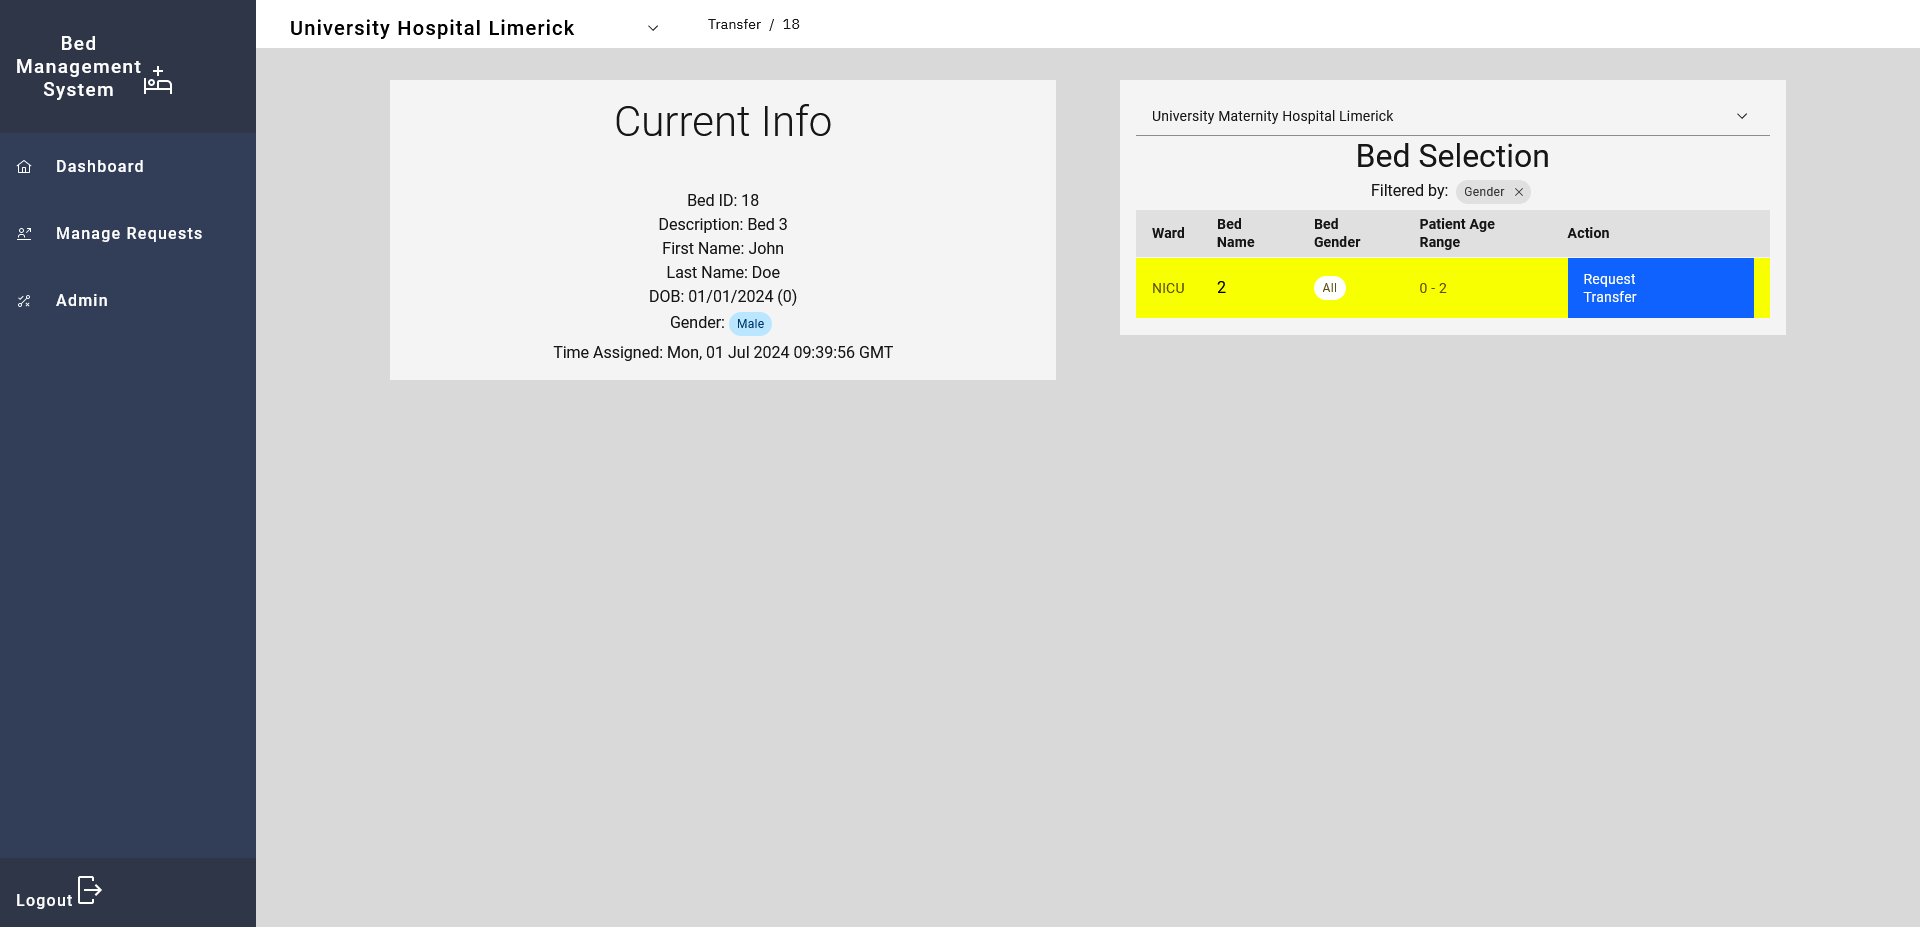 Bed
Management
System
Dashboard
Manage Requests
Admin
Logout
University Hospital Limerick
Transfer / 18
Current Info
Bed ID: 18
Description: Bed 3
First Name: John
Last Name: Doe
DOB: 01/01/2024 (0)
Gender: Male
Time Assigned: Mon, 01 Jul 2024 09:39:56 GMT
University Maternity Hospital Limerick
Bed Selection
Filtered by: Gender
Ward Bed Name Bed Gender Patient Age Range Action
NICU 2 All 0 - 2 Request Transfer